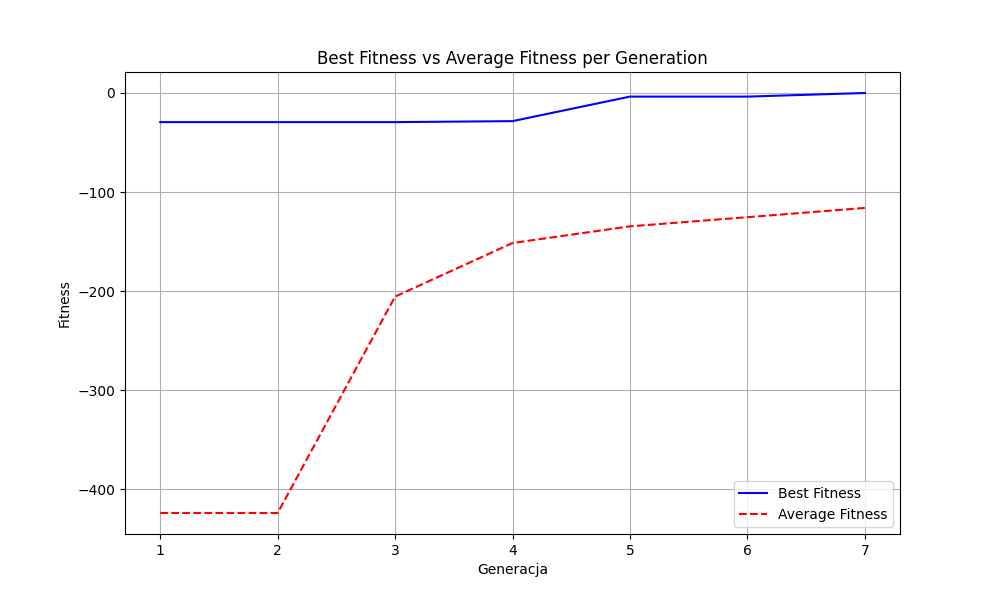 Best Fitness vs Average Fitness per Generation
0
−100
−200
−300
−400
Fitness
1 2 3 4 5 6 7
Generacja
Best Fitness
Average Fitness